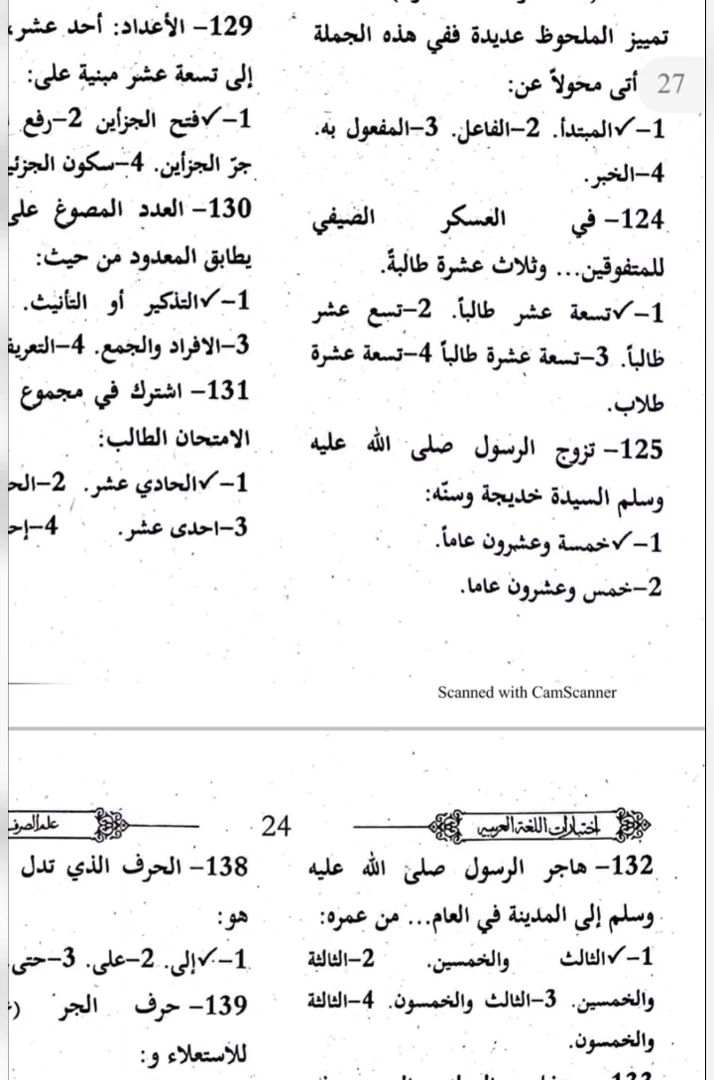 تمييز الملحوظ عديدة ففي هذه الجملة
أتى محولاً عن:
27
1-✓المبتدأ. 2-الفاعل. 3-المفعول به.
4-الخبر.
124- في العسكر الصيفي
للمتفوقين... وثلاث عشرة طالبةً.
1-✓تسعة عشر طالباً. 2-تسع عشر
طالباً. 3-تسعة عشرة طالباً 4-تسعة عشرة
طلاب.
125- تزوج الرسول صلى الله عليه
وسلم السيدة خديجة وسنّه:
1-✓خمسة وعشرون عاماً.
2-خمس وعشرون عاما.
129- الأعداد: أحد عشر،
إلى تسعة عشر مبنية على:
1-✓فتح الجزأين 2-رفع
جرّ الجزأين. 4-سكون
130- العدد المصوغ على
يطابق المعدود من حيث:
1-✓التذكير أو التأنيث.
3-الافراد والجمع. 4-
131- اشترك في مجموع
الامتحان الطالب:
1-✓الحادي عشر. 2-
3-احدى عشر. 4-
Scanned with CamScanner
اختبارات اللغة العربية
24
علم الصرف
132- هاجر الرسول صلى الله عليه
وسلم إلى المدينة في العام... من عمره:
1-✓الثالث والخمسين. 2-الثالثة
والخمسين. 3-الثالث والخمسون. 4-الثالثة
والخمسون.
138- الحرف الذي تدل
هو:
1-✓إلى. 2-على. 3-حتى
139- حرف الجر
للاستعلاء و: